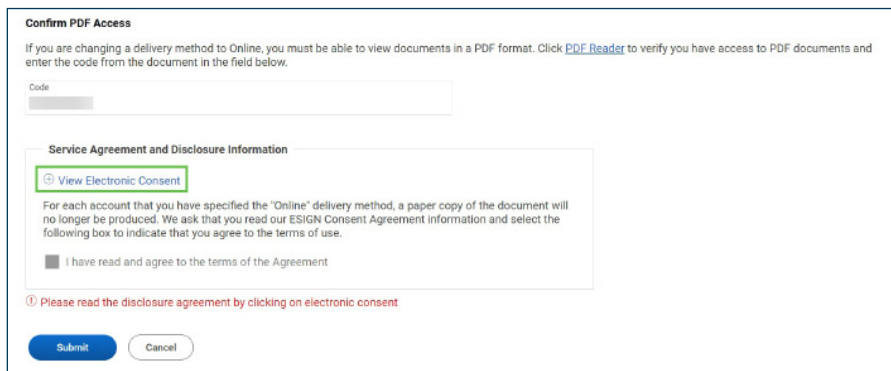 Confirm PDF Access
If you are changing a delivery method to Online, you must be able to view documents in a PDF format. Click PDF Reader to verify you have access to PDF documents and
enter the code from the document in the field below.
Code
Service Agreement and Disclosure Information
View Electronic Consent
For each account that you have specified the "Online" delivery method, a paper copy of the document will
no longer be produced. We ask that you read our ESIGN Consent Agreement information and select the
following box to indicate that you agree to the terms of use.
I have read and agree to the terms of the Agreement
Please read the disclosure agreement by clicking on electronic consent
Submit Cancel